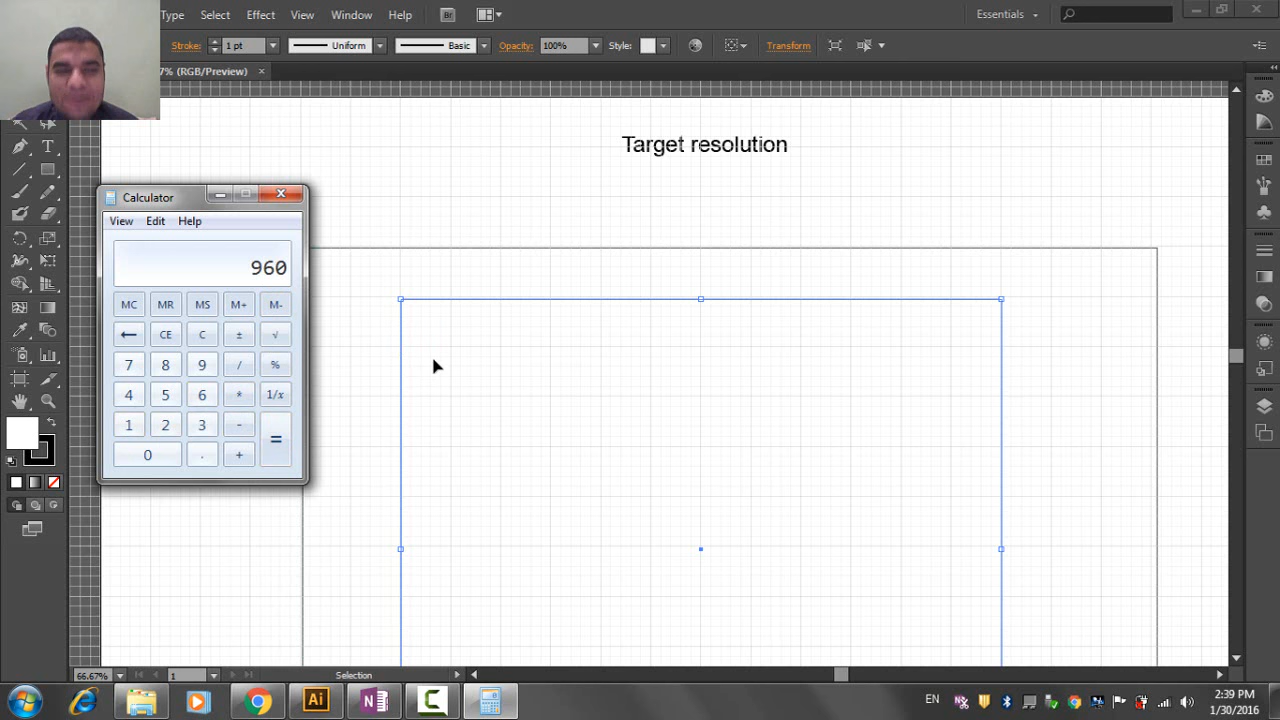 Type Select Effect View Window Help Br Essentials
Stroke: 1 pt Uniform Basic Opacity: 100% Style: Transform
7% (RGB/Preview) ×
Target resolution
Calculator
View Edit Help
960
MC MR MS M+ M-
← CE C ± √
7 8 9 / %
4 5 6 * 1/x
1 2 3 - =
0 . +
66.67% 1 Selection
Ai
EN
2:39 PM
1/30/2016